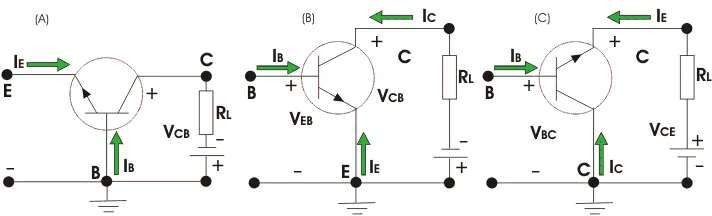 (A)
IE
E
C
+
RL
VCB
-
+
IB
B
-
(B)
IC
IB
+
C
B
+
RL
VEB
VCB
-
+
E
IE
-
(C)
IE
IB
+
C
B
+
RL
VBC
VCE
+
-
C
IC
-